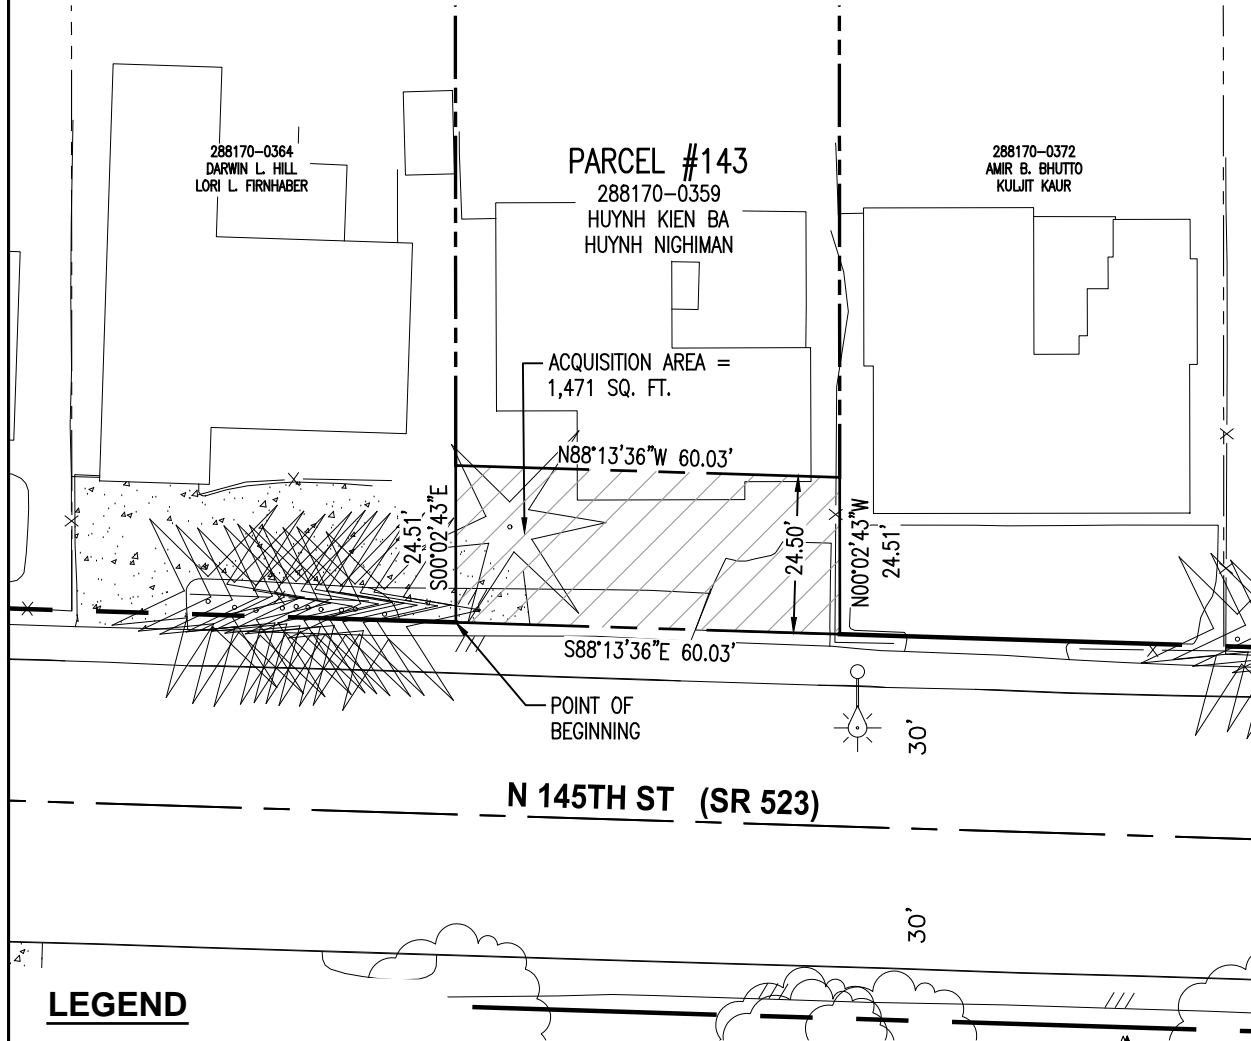 288170-0364
DARWIN L. HILL
LORI L. FIRNHABER
PARCEL #143
288170-0359
HUYNH KIEN BA
HUYNH NIGHIMAN
288170-0372
AMIR B. BHUTTO
KULJIT KAUR
ACQUISITION AREA =
1,471 SQ. FT.
N88°13'36"W 60.03'
24.51'
S00°02'43"E
24.50'
N00°02'43"W
24.51'
S88°13'36"E 60.03'
POINT OF
BEGINNING
30'
N 145TH ST (SR 523)
30'
LEGEND